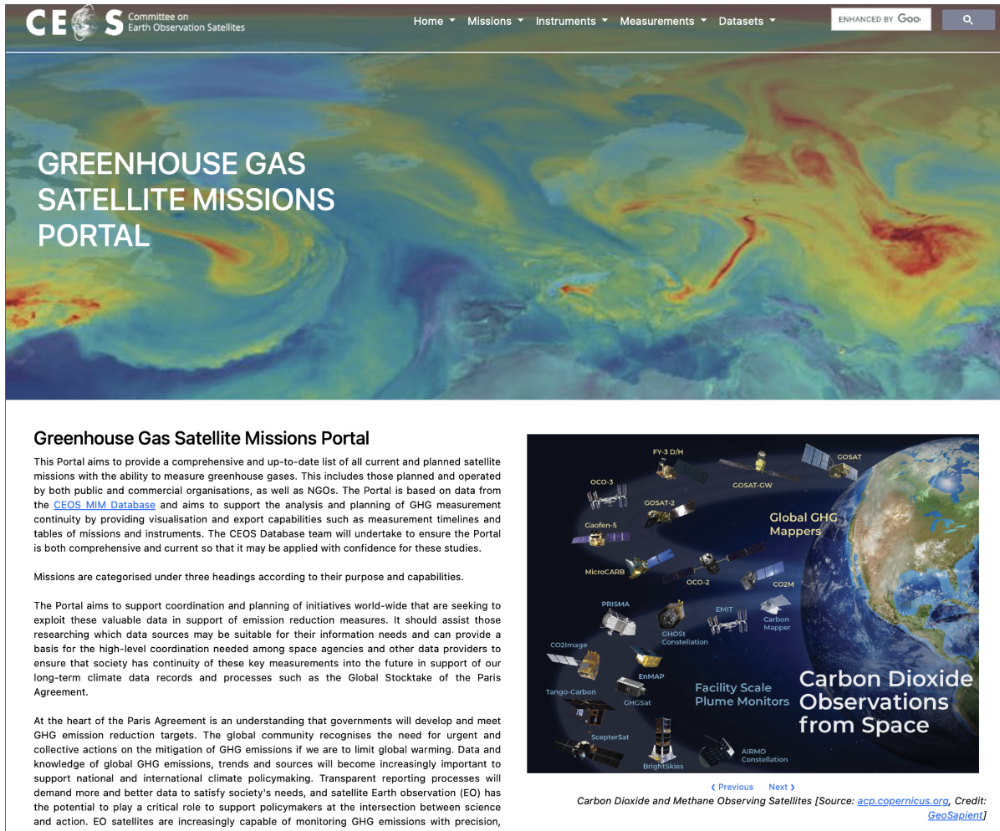 CEOS
Committee on
Earth Observation Satellites
Home
Missions
Instruments
Measurements
Datasets
ENHANCED BY Goo
GREENHOUSE GAS
SATELLITE MISSIONS
PORTAL
Greenhouse Gas Satellite Missions Portal
This Portal aims to provide a comprehensive and up-to-date list of all current and planned satellite
missions with the ability to measure greenhouse gases. This includes those planned and operated
by both public and commercial organisations, as well as NGOs. The Portal is based on data from
the CEOS MIM Database and aims to support the analysis and planning of GHG measurement
continuity by providing visualisation and export capabilities such as measurement timelines and
tables of missions and instruments. The CEOS Database team will undertake to ensure the Portal
is both comprehensive and current so that it may be applied with confidence for these studies.
Missions are categorised under three headings according to their purpose and capabilities.
The Portal aims to support coordination and planning of initiatives world-wide that are seeking to
exploit these valuable data in support of emission reduction measures. It should assist those
researching which data sources may be suitable for their information needs and can provide a
basis for the high-level coordination needed among space agencies and other data providers to
ensure that society has continuity of these key measurements into the future in support of our
long-term climate data records and processes such as the Global Stocktake of the Paris
Agreement.
At the heart of the Paris Agreement is an understanding that governments will develop and meet
GHG emission reduction targets. The global community recognises the need for urgent and
collective actions on the mitigation of GHG emissions if we are to limit global warming. Data and
knowledge of global GHG emissions, trends and sources will become increasingly important to
support national and international climate policymaking. Transparent reporting processes will
demand more and better data to satisfy society's needs, and satellite Earth observation (EO) has
the potential to play a critical role to support policymakers at the intersection between science
and action. EO satellites are increasingly capable of monitoring GHG emissions with precision,
FY-3 D/H
GOSAT
GOSAT-GW
OCO-3
GOSAT-2
Gaofen-5
Global GHG
Mappers
MicroCARB
OCO-2
CO2M
PRISMA
GHOSt
Constellation
EMIT
Carbon
Mapper
CO2Image
EnMAP
Tango-Carbon
GHGSat
Facility Scale
Plume Monitors
Carbon Dioxide
Observations
from Space
ScepterSat
BrightSkies
AIRMO
Constellation
❮ Previous
Next ❯
Carbon Dioxide and Methane Observing Satellites [Source: acp.copernicus.org, Credit:
GeoSapient]